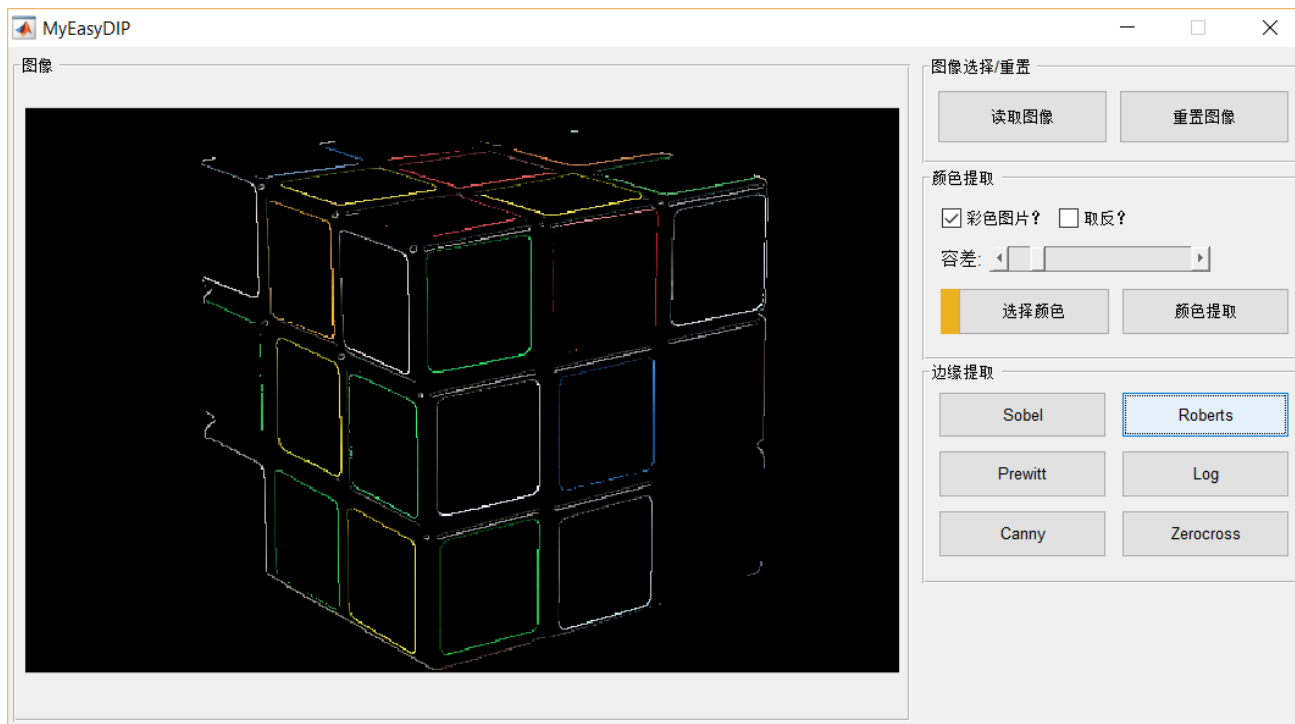 MyEasyDIP
图像
图像选择/重置
读取图像 重置图像
颜色提取
彩色图片? 取反?
容差:
选择颜色 颜色提取
边缘提取
Sobel Roberts
Prewitt Log
Canny Zerocross